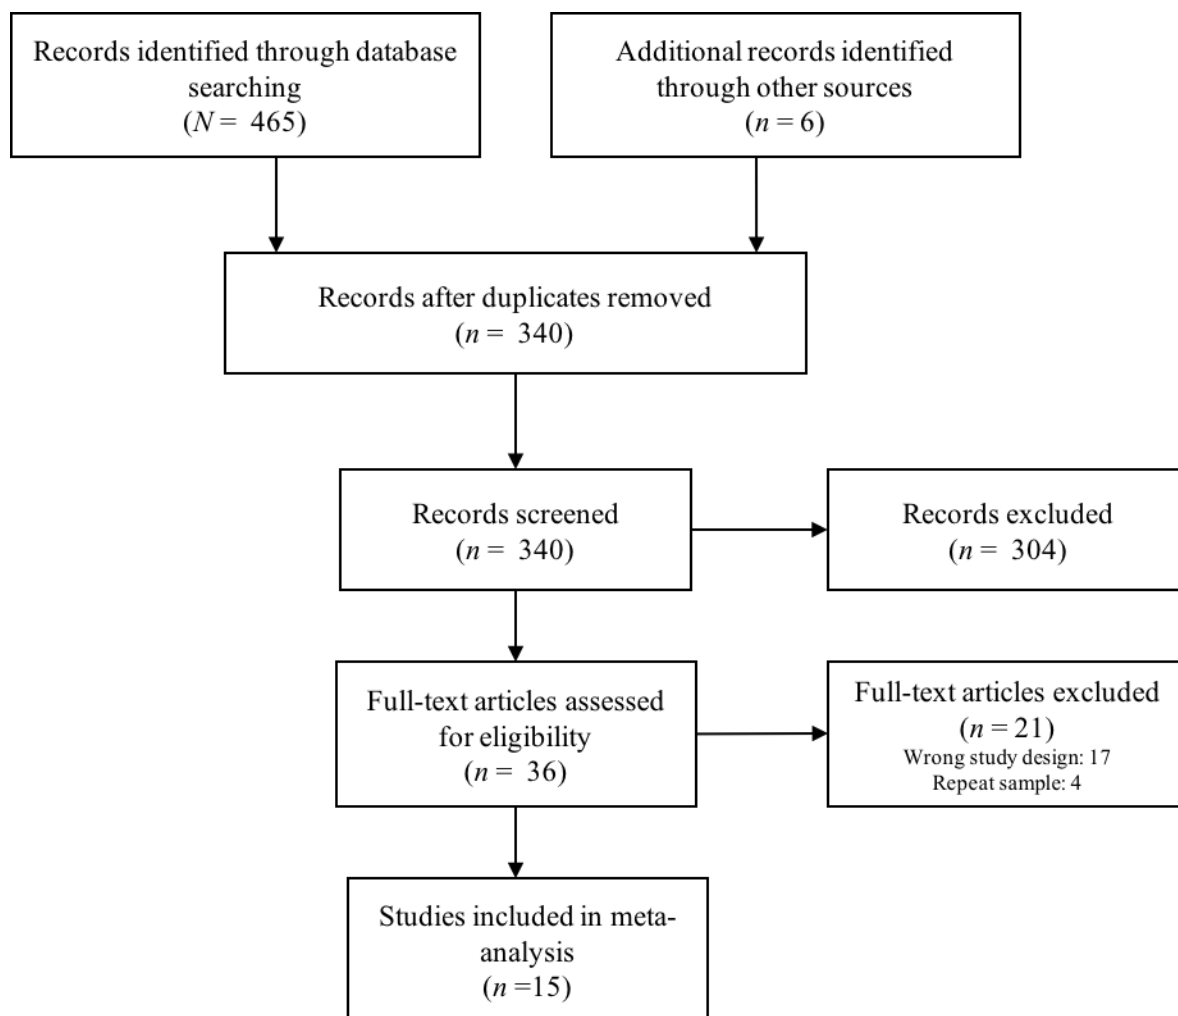 Records identified through database
searching
(N = 465)
Additional records identified
through other sources
(n = 6)
Records after duplicates removed
(n = 340)
Records screened
(n = 340)
Records excluded
(n = 304)
Full-text articles assessed
for eligibility
(n = 36)
Full-text articles excluded
(n = 21)
Wrong study design: 17
Repeat sample: 4
Studies included in meta-
analysis
(n =15)